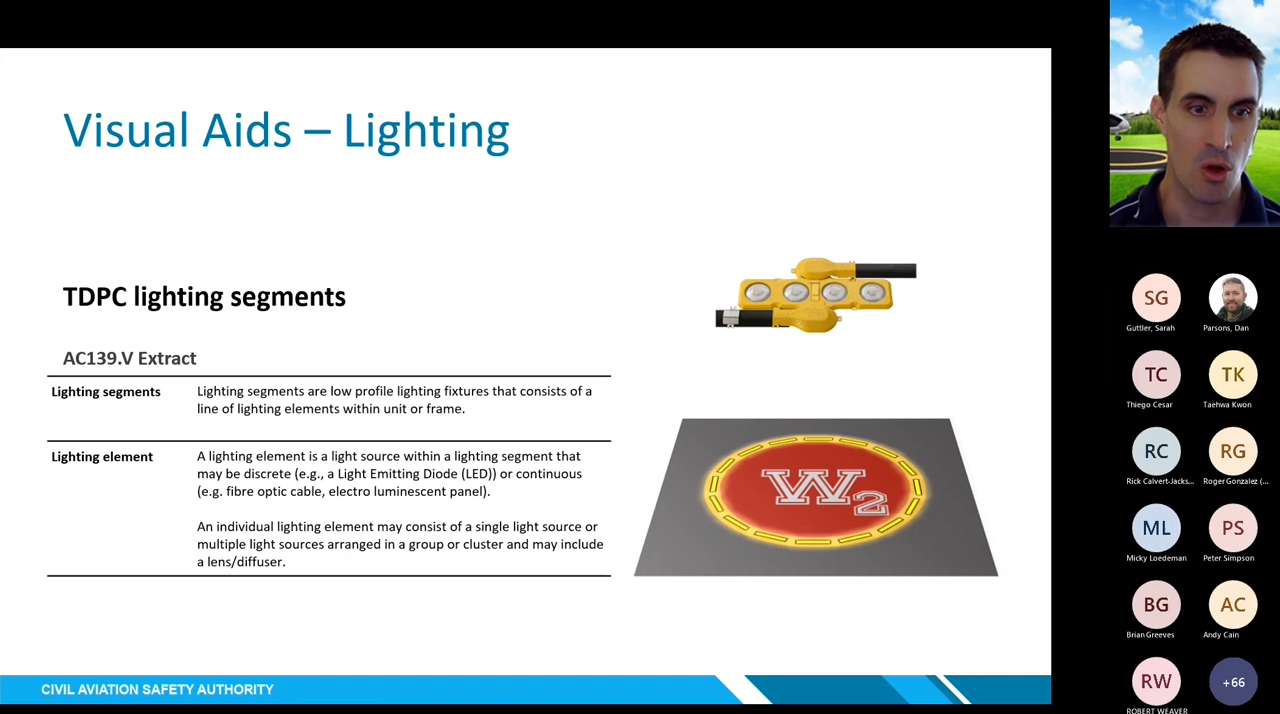 Visual Aids – Lighting
TDPC lighting segments
AC139.V Extract
Lighting segments
Lighting segments are low profile lighting fixtures that consists of a
line of lighting elements within unit or frame.
Lighting element
A lighting element is a light source within a lighting segment that
may be discrete (e.g., a Light Emitting Diode (LED)) or continuous
(e.g. fibre optic cable, electro luminescent panel).
An individual lighting element may consist of a single light source or
multiple light sources arranged in a group or cluster and may include
a lens/diffuser.
W2
CIVIL AVIATION SAFETY AUTHORITY
SG
Guttler, Sarah
Parsons, Dan
TC
TK
Thiego Cesar
Taehwa Kwon
RC
RG
Rick Calvert-Jacks...
Roger Gonzalez (...
ML
PS
Micky Loedeman
Peter Simpson
BG
AC
Brian Greeves
Andy Cain
RW
+66
ROBERT WEAVER